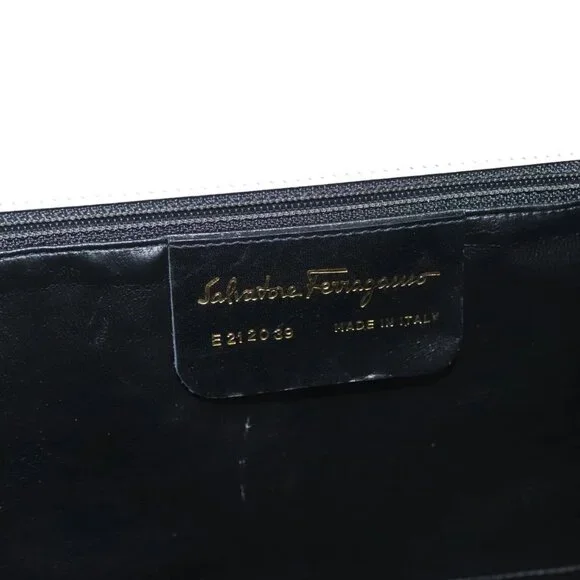 Salvatore Ferragamo
E 21 20 39 MADE IN ITALY